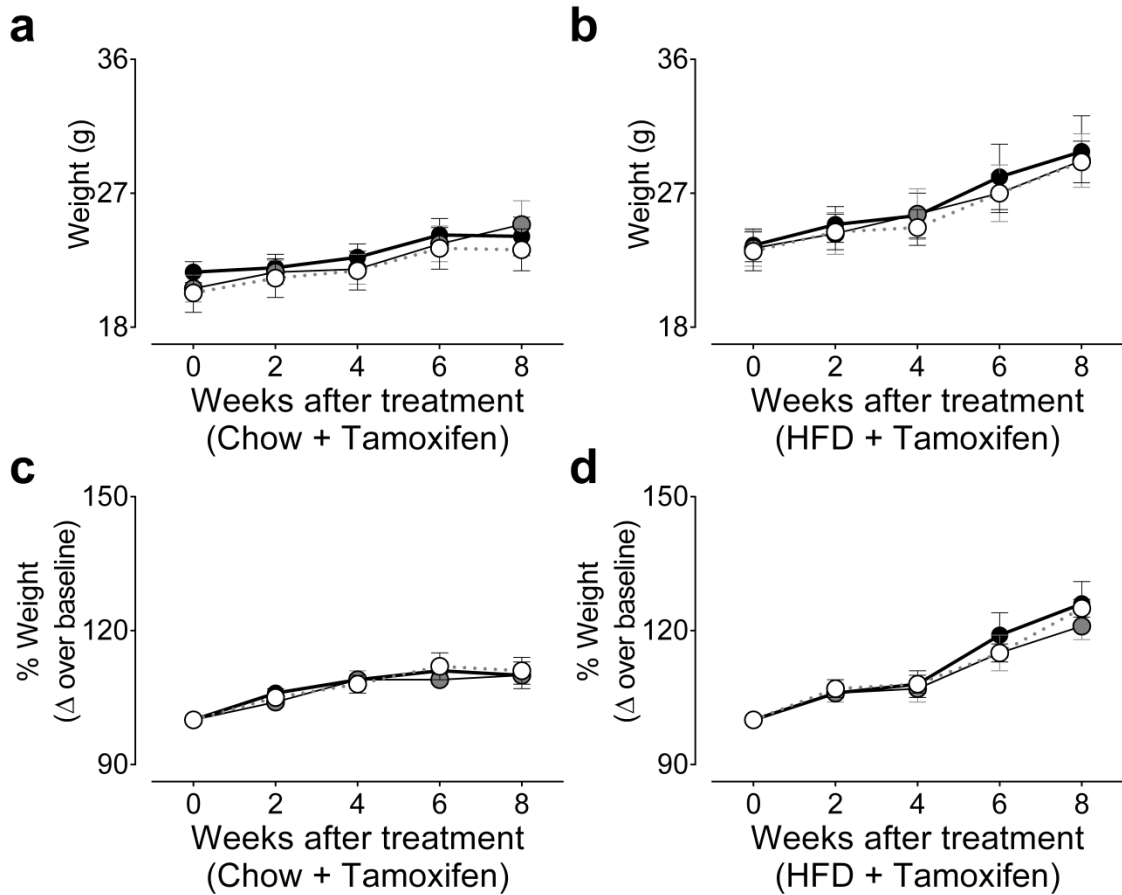 a
36
27
18
Weight (g)
0 2 4 6 8
Weeks after treatment
(Chow + Tamoxifen)
b
36
27
18
Weight (g)
0 2 4 6 8
Weeks after treatment
(HFD + Tamoxifen)
c
150
120
90
% Weight
(Δ over baseline)
0 2 4 6 8
Weeks after treatment
(Chow + Tamoxifen)
d
150
120
90
% Weight
(Δ over baseline)
0 2 4 6 8
Weeks after treatment
(HFD + Tamoxifen)